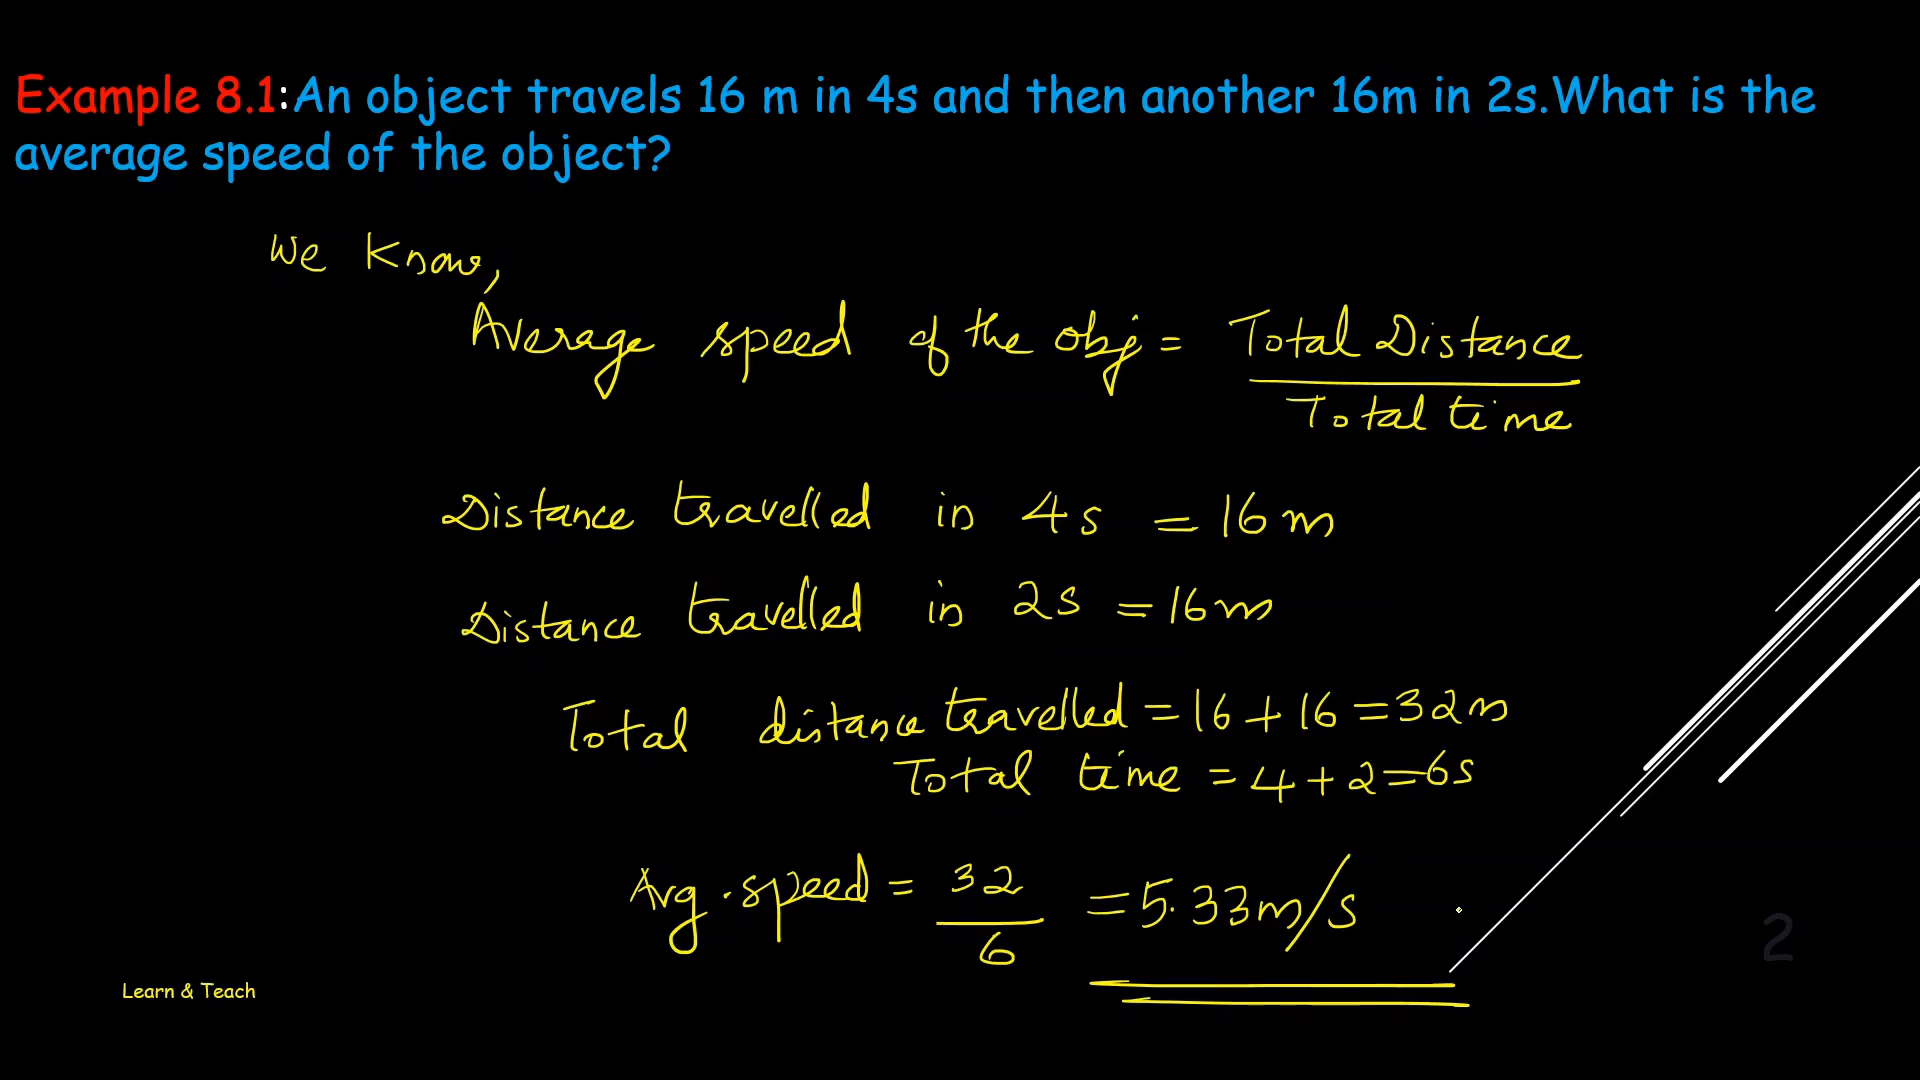 Example 8.1:An object travels 16 m in 4s and then another 16m in 2s.What is the
average speed of the object?
We Know,
Average speed of the obj = Total Distance
Total time
Distance travelled in 4s = 16m
Distance travelled in 2s = 16m
Total distance travelled = 16 + 16 = 32m
Total time = 4 + 2 = 6s
Avg. speed = 32
6
= 5.33m/s
2
Learn & Teach